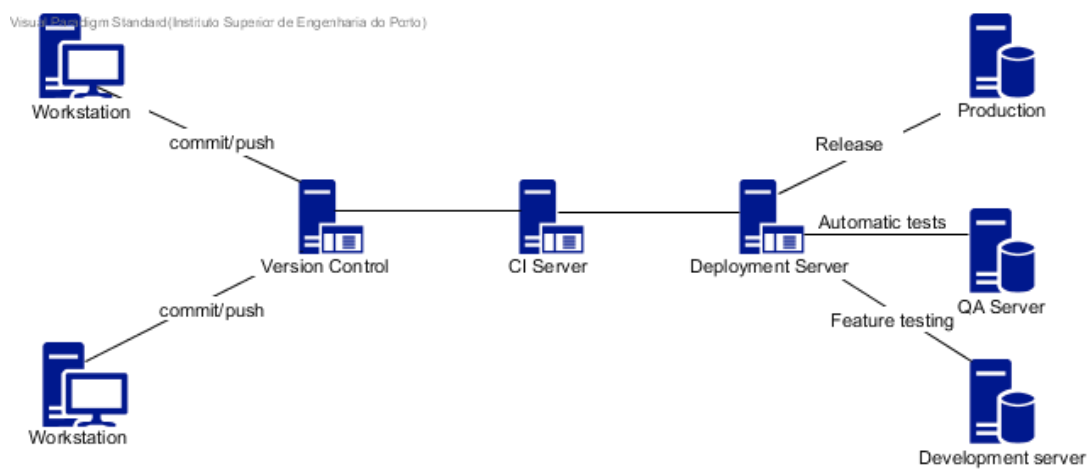 Visual Paradigm Standard(Instituto Superior de Engenharia do Porto)
Workstation
commit/push
Production
Release
Version Control
CI Server
Deployment Server
Automatic tests
QA Server
commit/push
Feature testing
Workstation
Development server